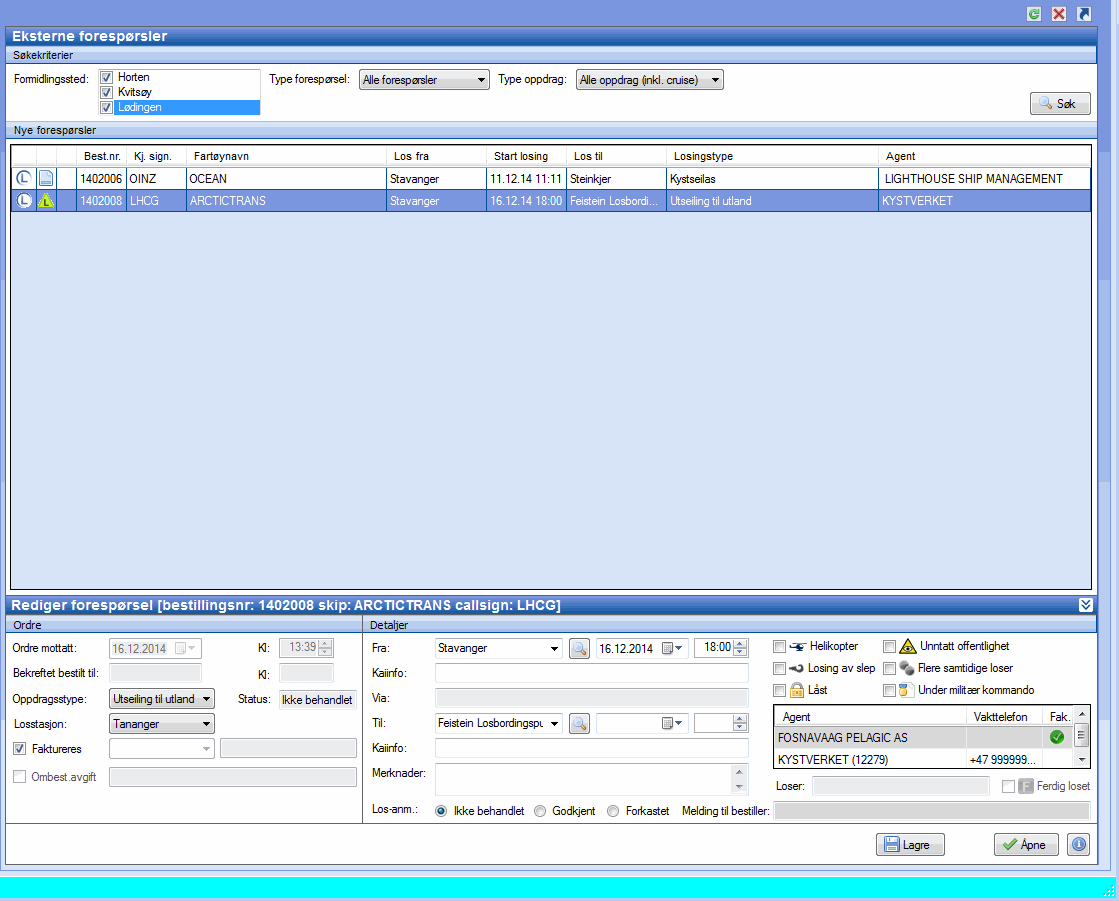 Eksterne forespørsler
Søkekriterier
Formidlingssted: Horten Type forespørsel: Alle forespørsler Type oppdrag: Alle oppdrag (inkl. cruise)
Kvitsøy
Lødingen
Søk
Nye forespørsler
Best.nr. Kj. sign. Fartøynavn Los fra Start losing Los til Losingstype Agent
L 1402006 OINZ OCEAN Stavanger 11.12.14 11:11 Steinkjer Kystseilas LIGHTHOUSE SHIP MANAGEMENT
L L 1402008 LHCG ARCTICTRANS Stavanger 16.12.14 18:00 Feistein Losbordi... Utseiling til utland KYSTVERKET
Rediger forespørsel [bestillingsnr: 1402008 skip: ARCTICTRANS callsign: LHCG]
Ordre
Ordre mottatt: 16.12.2014 Kl: 13:39
Bekreftet bestilt til: Kl:
Oppdragstype: Utseiling til utland Status: Ikke behandlet
Losstasjon: Tananger
Faktureres
Ombest.avgift
Detaljer
Fra: Stavanger 16.12.2014 18:00
Kaiinfo:
Via:
Til: Feistein Losbordingspu
Kaiinfo:
Merknader:
Los-anm.: Ikke behandlet Godkjent Forkastet Melding til bestiller:
Helikopter Unntatt offentlighet
Losing av slep Flere samtidige loser
Låst Under militær kommando
Agent Vakttelefon Fak.
FOSNAVAAG PELAGIC AS
KYSTVERKET (12279) +47 999999...
Loser: F Ferdig loset
Lagre Åpne